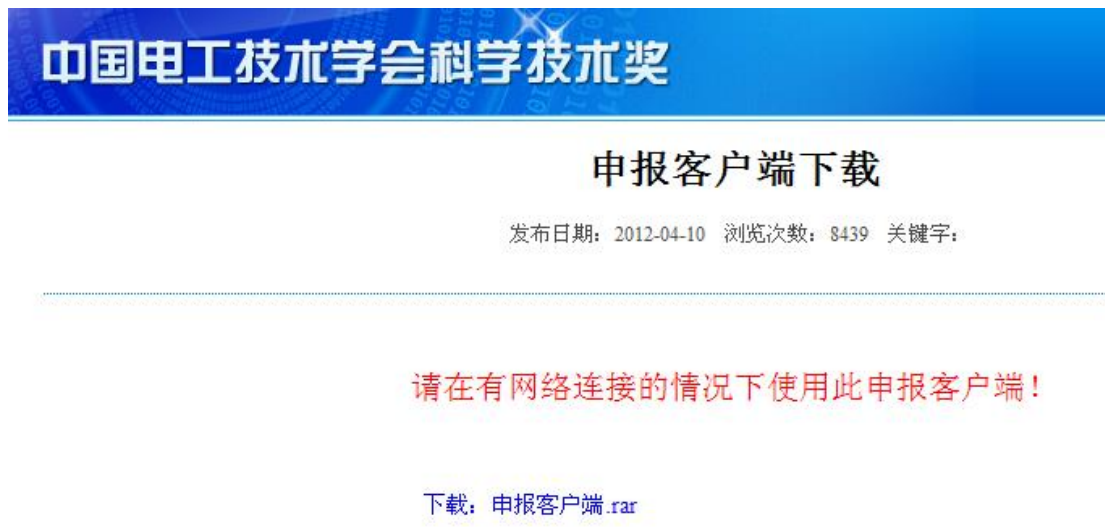 中国电工技术学会科学技术奖
申报客户端下载
发布日期：2012-04-10 浏览次数：8439 关键字：
请在有网络连接的情况下使用此申报客户端！
下载：申报客户端.rar